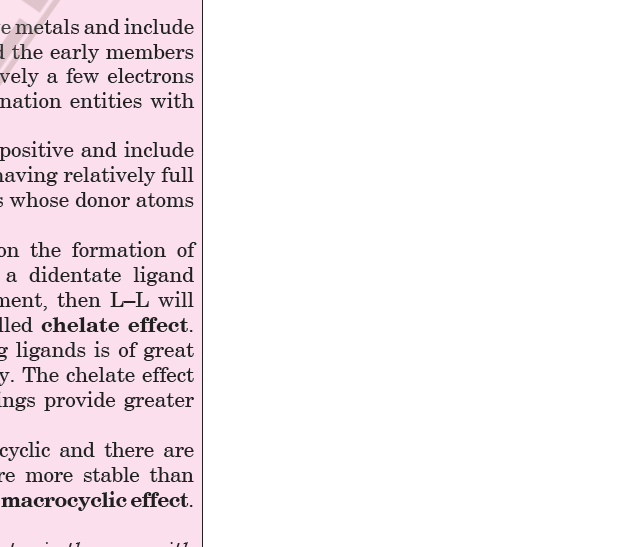 e metals and include
d the early members
vely a few electrons
nation entities with
positive and include
having relatively full
s whose donor atoms
on the formation of
a didentate ligand
ment, then L–L will
lled chelate effect.
g ligands is of great
y. The chelate effect
ings provide greater
cyclic and there are
re more stable than
macrocyclic effect.